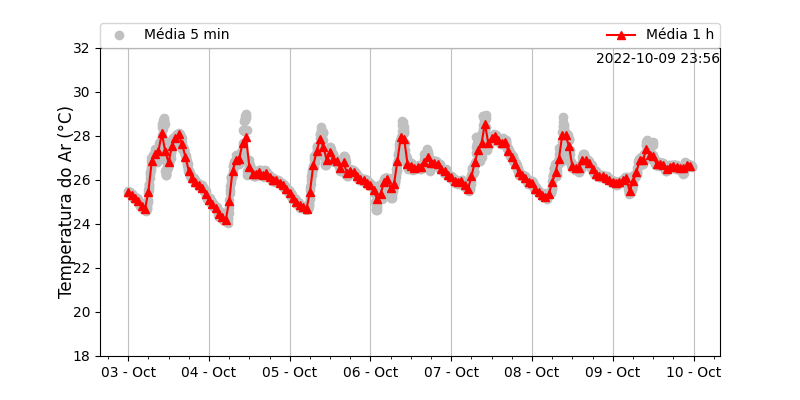 Média 5 min
Média 1 h
2022-10-09 23:56
Temperatura do Ar (°C)
32
30
28
26
24
22
20
18
03 - Oct
04 - Oct
05 - Oct
06 - Oct
07 - Oct
08 - Oct
09 - Oct
10 - Oct